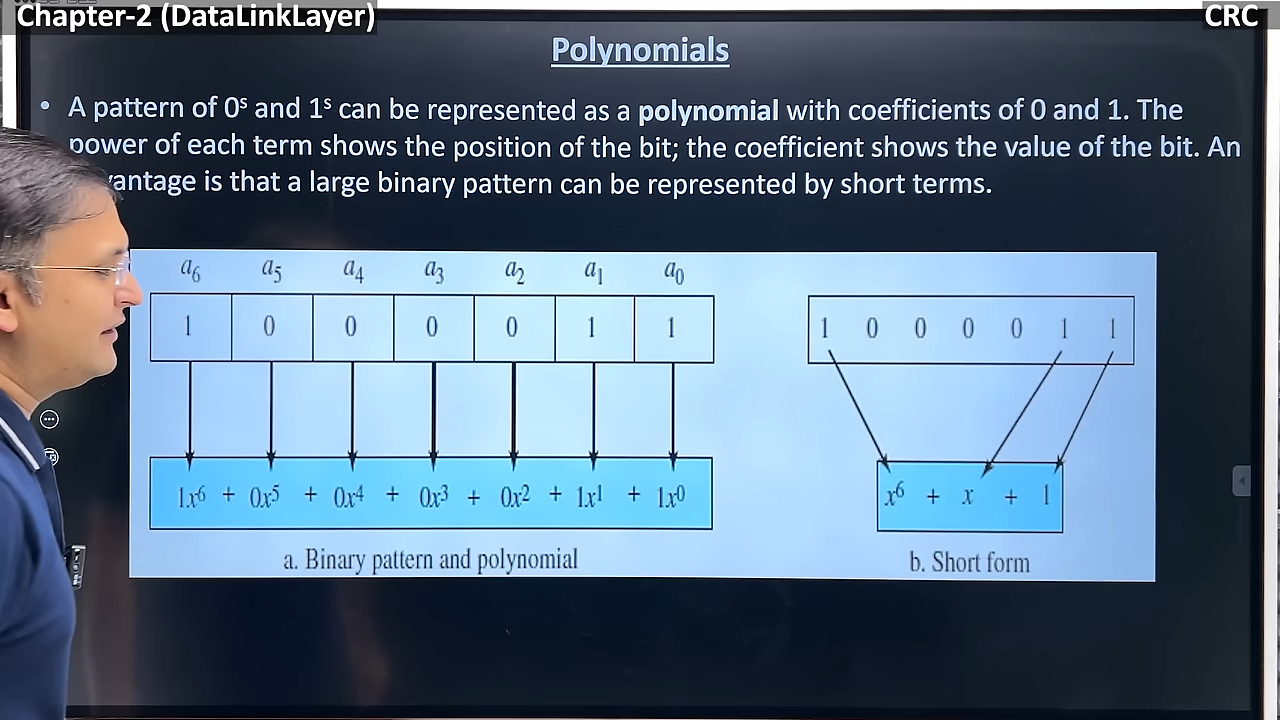 Chapter-2 (DataLinkLayer)
CRC
Polynomials
• A pattern of 0ˢ and 1ˢ can be represented as a polynomial with coefficients of 0 and 1. The
power of each term shows the position of the bit; the coefficient shows the value of the bit. An
vantage is that a large binary pattern can be represented by short terms.
a₆ a₅ a₄ a₃ a₂ a₁ a₀
1 0 0 0 0 1 1
1x⁶ + 0x⁵ + 0x⁴ + 0x³ + 0x² + 1x¹ + 1x⁰
a. Binary pattern and polynomial
1 0 0 0 0 1 1
x⁶ + x + 1
b. Short form